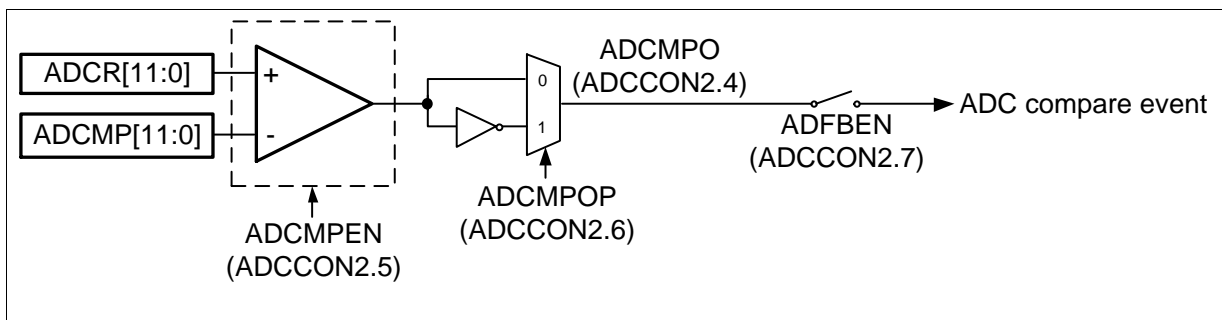 ADCR[11:0]
+
ADCMP[11:0]
-
ADCMPEN
(ADCCON2.5)
0
1
ADCMPOP
(ADCCON2.6)
ADCMPO
(ADCCON2.4)
ADFBEN
(ADCCON2.7)
ADC compare event